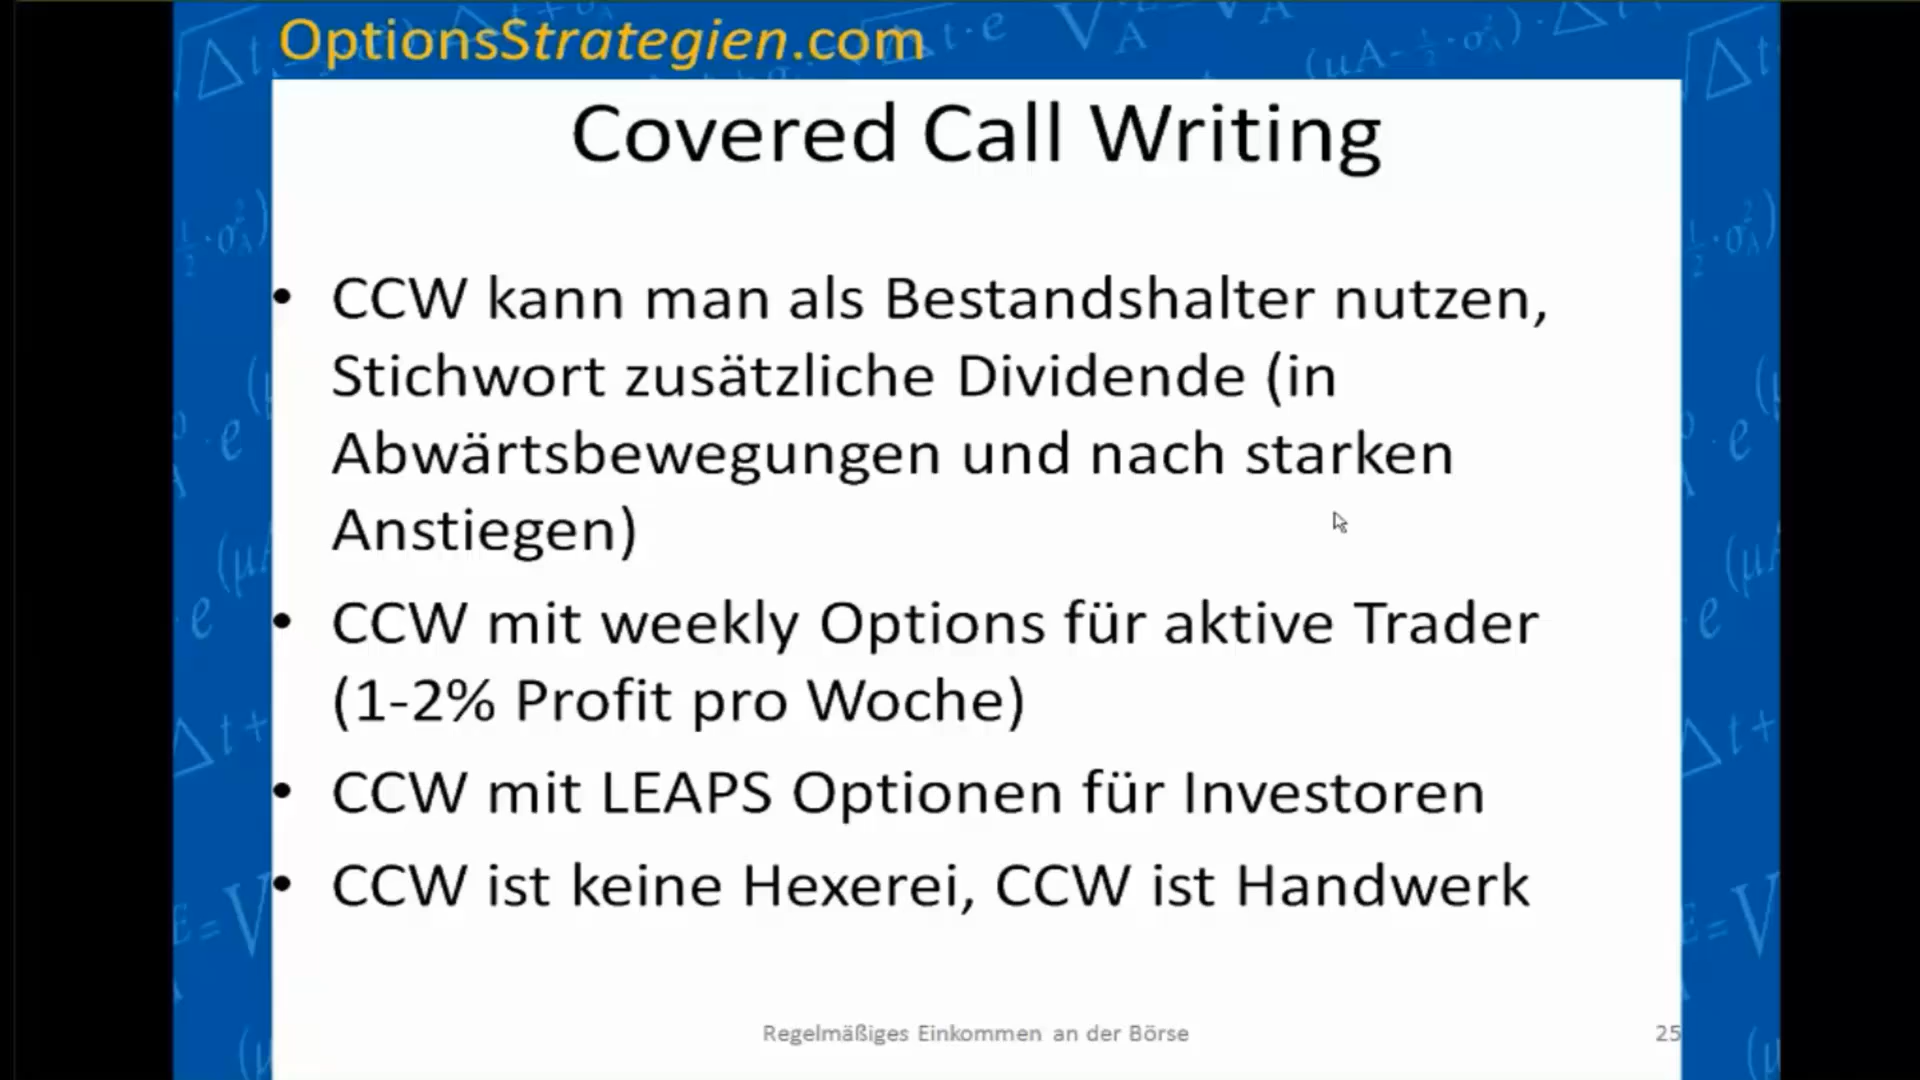 OptionsStrategien.com
Covered Call Writing
• CCW kann man als Bestandshalter nutzen,
Stichwort zusätzliche Dividende (in
Abwärtsbewegungen und nach starken
Anstiegen)
• CCW mit weekly Options für aktive Trader
(1-2% Profit pro Woche)
• CCW mit LEAPS Optionen für Investoren
• CCW ist keine Hexerei, CCW ist Handwerk
Regelmäßiges Einkommen an der Börse
25